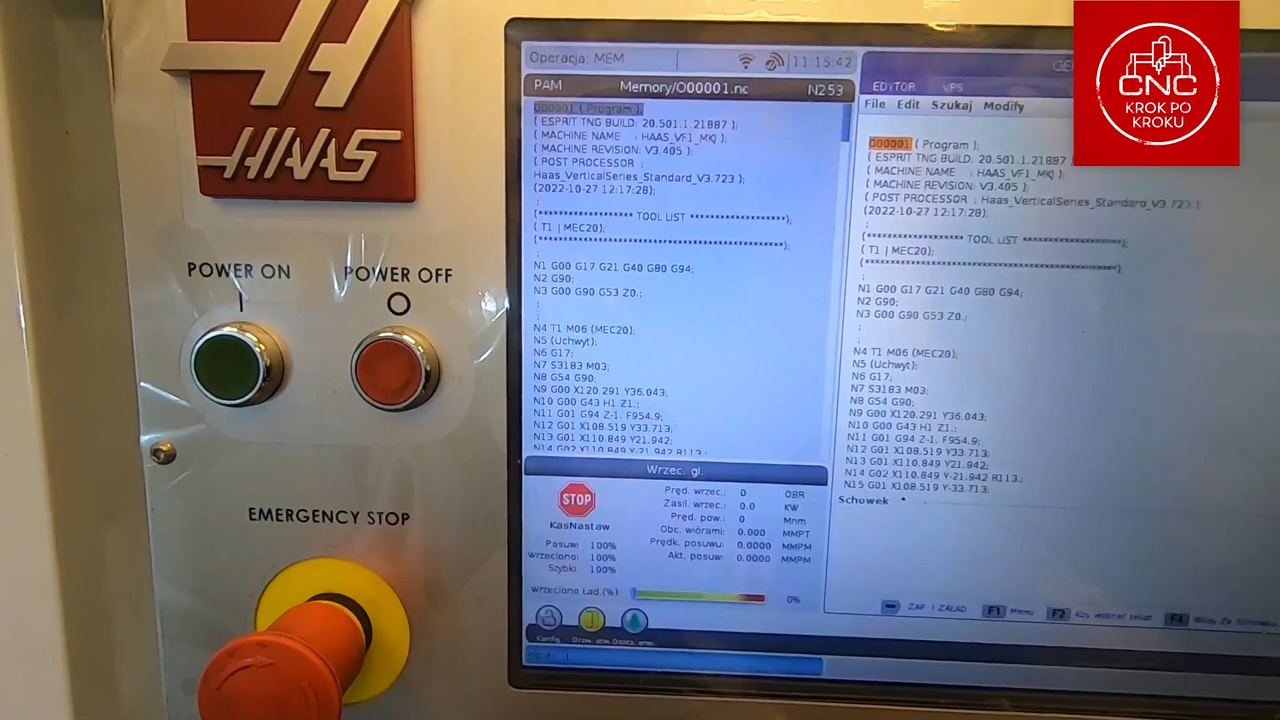 HAAS
POWER ON
POWER OFF
EMERGENCY STOP
Operacja: MEM
11:15:42
PAM
Memory/O00001.nc
N253
O00001 ( Program );
( ESPRIT TNG BUILD: 20.501.1.21887 );
( MACHINE NAME : HAAS_VF1_MKJ );
( MACHINE REVISION: V3.405 );
( POST PROCESSOR :
Haas_VerticalSeries_Standard_V3.723 );
(2022-10-27 12:17:28);
;
(******************** TOOL LIST ********************);
( T1 | MEC20);
(***************************************************);
;
N1 G00 G17 G21 G40 G80 G94;
N2 G90;
N3 G00 G90 G53 Z0.;
;
;
N4 T1 M06 (MEC20);
N5 (Uchwyt);
N6 G17;
N7 S3183 M03;
N8 G54 G90;
N9 G00 X120.291 Y36.043;
N10 G00 G43 H1 Z1.;
N11 G01 G94 Z-1. F954.9;
N12 G01 X108.519 Y33.713;
N13 G01 X110.849 Y21.942;
N14 G02 X110.849 Y-21.942 R113.;
Wrzec. gł.
STOP
KasNastaw
Posuw: 100%
Wrzeciono: 100%
Szybki: 100%
Pręd. wrzec.: 0 OBR
Zasil. wrzec.: 0.0 KW
Pręd. pow.: 0 Mnm
Obc. wiórami: 0.000 MMPT
Prędk. posuwu: 0.0000 MMPM
Akt. posuw: 0.0000 MMPM
Wrzeciono Ład.(%)
0%
Konfig.
Input:
EDYTOR VPS
File Edit Szukaj Modify
O00001 ( Program );
( ESPRIT TNG BUILD: 20.501.1.21887 )
( MACHINE NAME : HAAS_VF1_MKJ );
( MACHINE REVISION: V3.405 );
( POST PROCESSOR : Haas_VerticalSeries_Standard_V3.723 );
(2022-10-27 12:17:28);
;
(******************** TOOL LIST ********************);
( T1 | MEC20);
(***************************************************)
;
N1 G00 G17 G21 G40 G80 G94;
N2 G90;
N3 G00 G90 G53 Z0.;
;
;
N4 T1 M06 (MEC20);
N5 (Uchwyt);
N6 G17;
N7 S3183 M03;
N8 G54 G90;
N9 G00 X120.291 Y36.043;
N10 G00 G43 H1 Z1.;
N11 G01 G94 Z-1. F954.9;
N12 G01 X108.519 Y33.713;
N13 G01 X110.849 Y21.942;
N14 G02 X110.849 Y-21.942 R113.;
N15 G01 X108.519 Y-33.713;
Schowek
ZAP I ZAŁAD F1 Menu F2 Aby wybrać tekst F4
CNC
KROK PO
KROKU